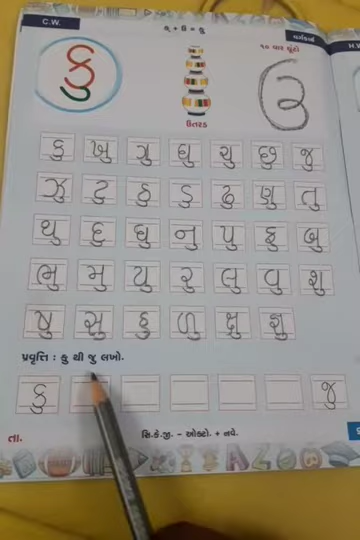 C.W.
વર્ગકાર્ય
ક્ + ઉ = કુ
૧૦ વાર ઘૂંટો
કુ
ઉ
ઉતરડ
કુ ખુ ગુ ઘુ ચુ છુ જુ
ઝુ ટુ ઠુ ડુ ઢુ ણુ તુ
થુ દુ ધુ નુ પુ ફુ બુ
ભુ મુ યુ રુ લુ વુ શુ
ષુ સુ હુ ળુ ક્ષુ જ્ઞુ
પ્રવૃત્તિ : કુ થી જુ લખો.
કુ જુ
તા.
સિ.કે.જી. - ઓક્ટો. + નવે.